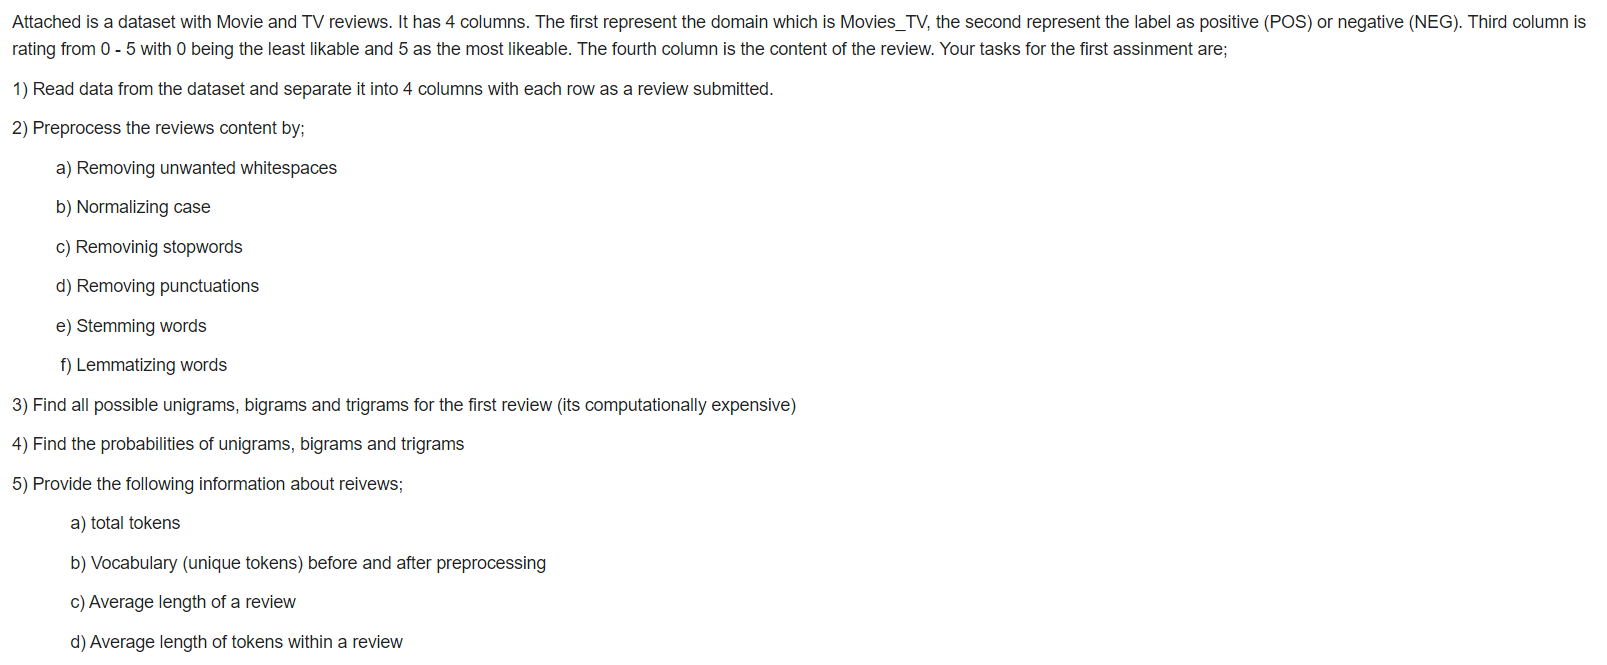 Attached is a dataset with Movie and TV reviews. It has 4 columns. The first represent the domain which is Movies_TV, the second represent the label as positive (POS) or negative (NEG). Third column is
rating from 0 - 5 with 0 being the least likable and 5 as the most likeable. The fourth column is the content of the review. Your tasks for the first assinment are;
1) Read data from the dataset and separate it into 4 columns with each row as a review submitted.
2) Preprocess the reviews content by;
a) Removing unwanted whitespaces
b) Normalizing case
c) Removinig stopwords
d) Removing punctuations
e) Stemming words
f) Lemmatizing words
3) Find all possible unigrams, bigrams and trigrams for the first review (its computationally expensive)
4) Find the probabilities of unigrams, bigrams and trigrams
5) Provide the following information about reivews;
a) total tokens
b) Vocabulary (unique tokens) before and after preprocessing
c) Average length of a review
d) Average length of tokens within a review